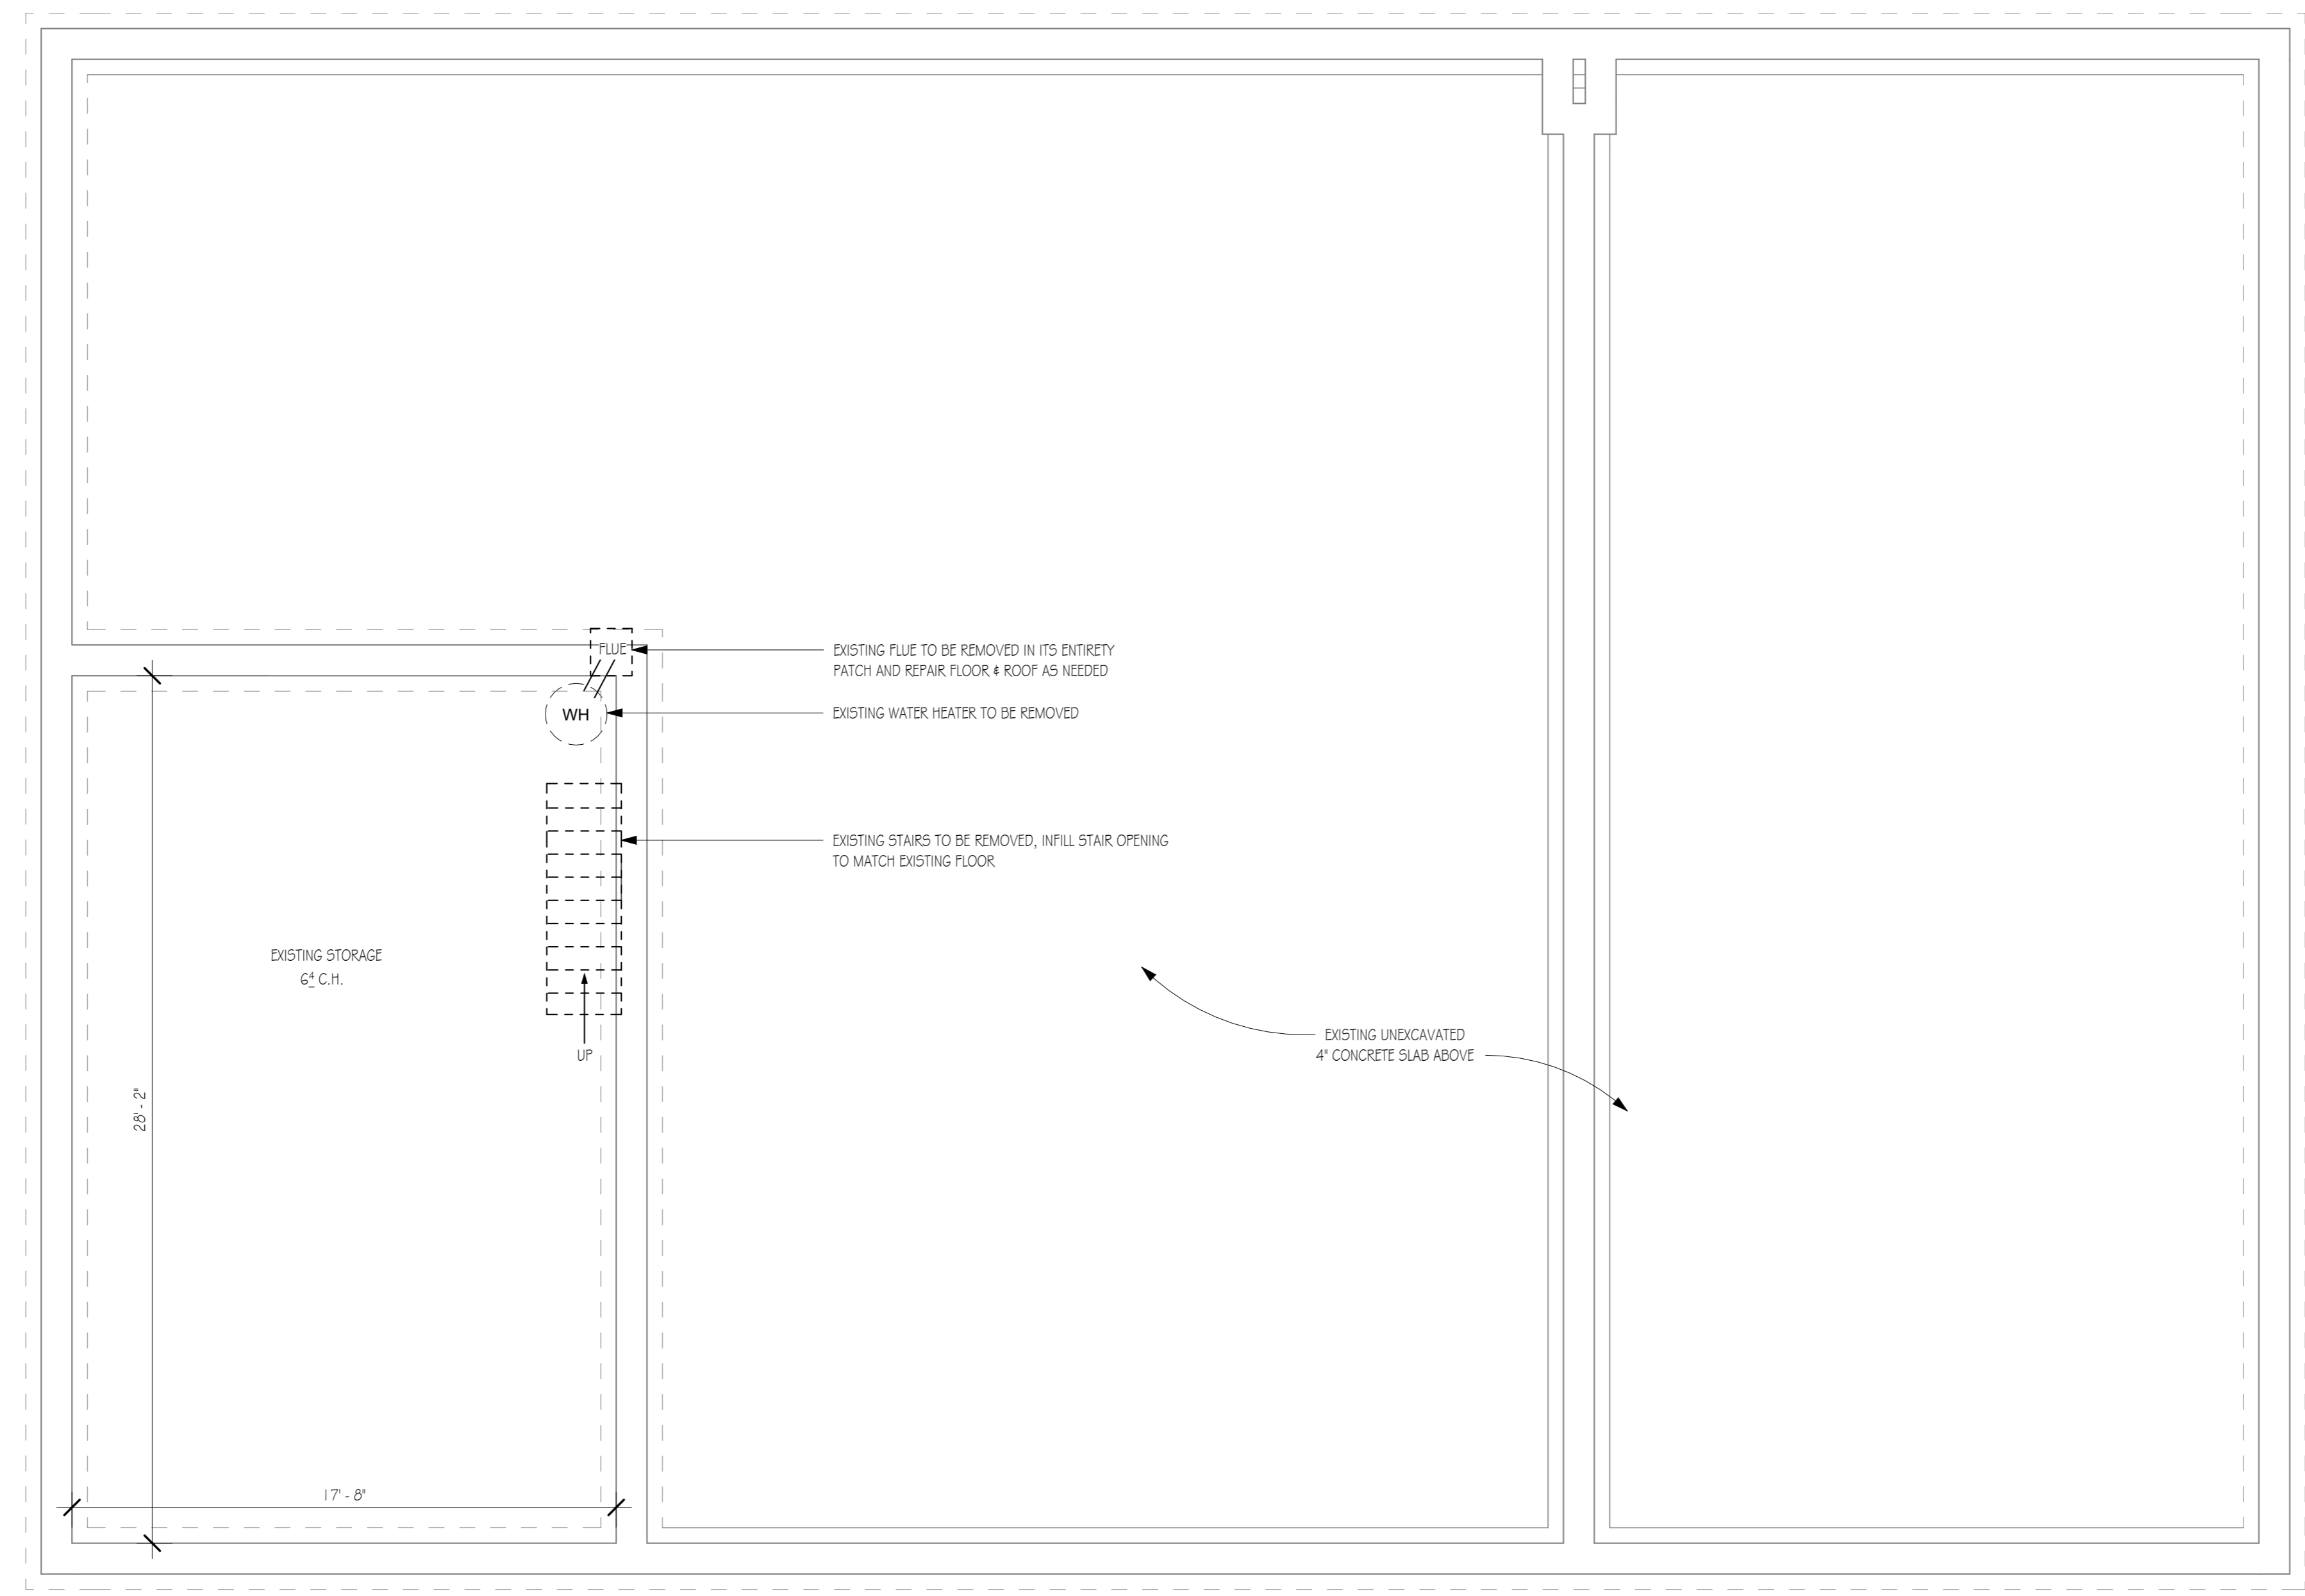 FLUE
EXISTING FLUE TO BE REMOVED IN ITS ENTIRETY
PATCH AND REPAIR FLOOR & ROOF AS NEEDED
WH
EXISTING WATER HEATER TO BE REMOVED
EXISTING STAIRS TO BE REMOVED, INFILL STAIR OPENING
TO MATCH EXISTING FLOOR
EXISTING STORAGE
6⁴ C.H.
UP
EXISTING UNEXCAVATED
4" CONCRETE SLAB ABOVE
28' - 2"
17' - 8"